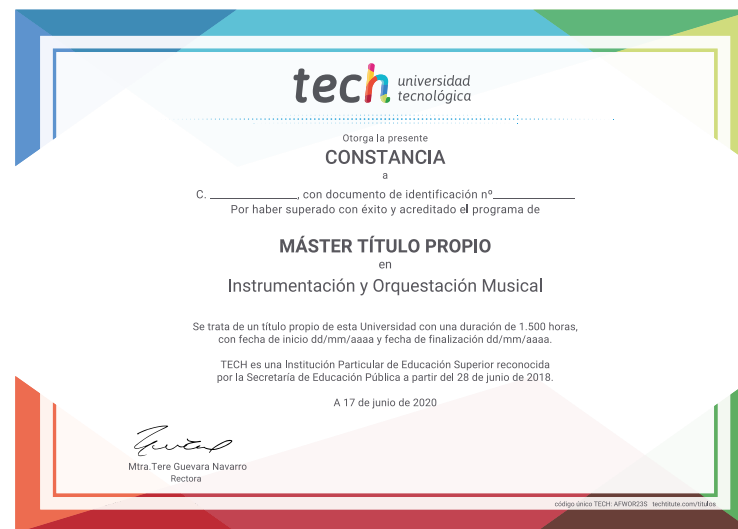 tech universidad
tecnológica
Otorga la presente
CONSTANCIA
a
C. ______________, con documento de identificación nº______________
Por haber superado con éxito y acreditado el programa de
MÁSTER TÍTULO PROPIO
en
Instrumentación y Orquestación Musical
Se trata de un título propio de esta Universidad con una duración de 1.500 horas,
con fecha de inicio dd/mm/aaaa y fecha de finalización dd/mm/aaaa.
TECH es una Institución Particular de Educación Superior reconocida
por la Secretaría de Educación Pública a partir del 28 de junio de 2018.
A 17 de junio de 2020
Mtra.Tere Guevara Navarro
Rectora
código único TECH: AFWOR23S techtitute.com/titulos